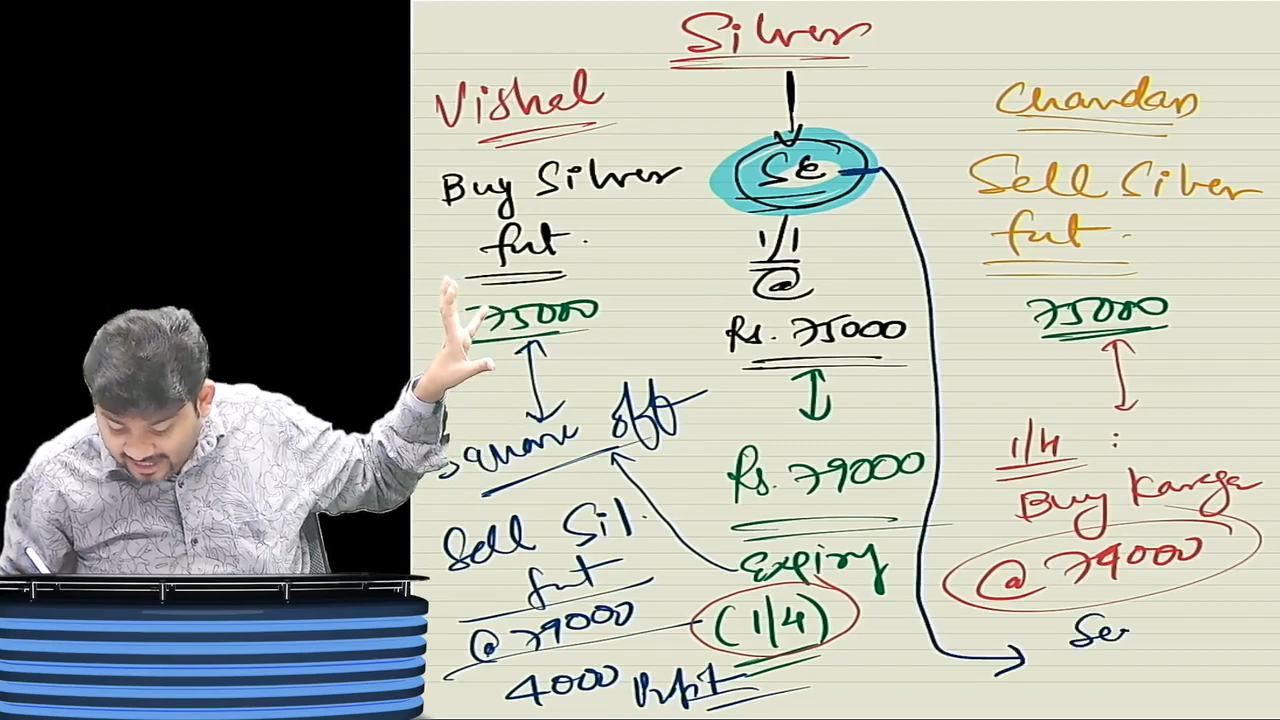 Silver
Vishal
Buy Silver
fut.
75000
Square off
Sell Sil.
fut
@ 79000
4000 Profit
SE
1/1
@
Rs. 75000
Rs. 79000
Expiry
(1/4)
Chandan
Sell Silver
fut.
75000
1/4 :
Buy Karega
@ 79000
Se